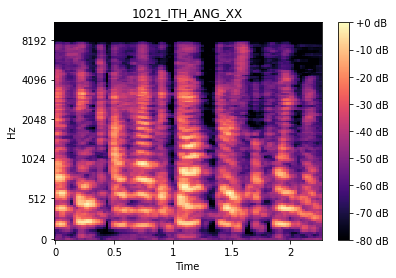 1021_ITH_ANG_XX
8192
4096
2048
1024
512
0
Hz
0
0.5
1
1.5
2
Time
+0 dB
-10 dB
-20 dB
-30 dB
-40 dB
-50 dB
-60 dB
-70 dB
-80 dB